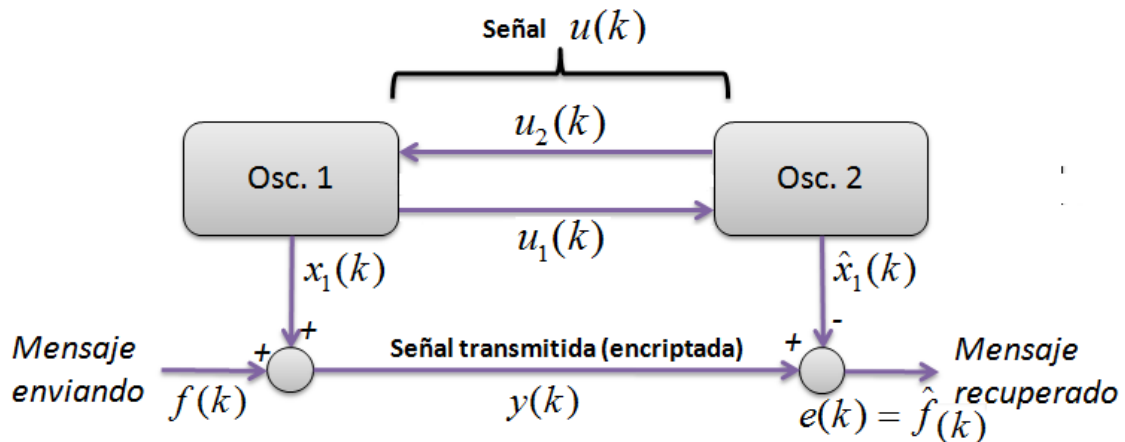 Señal u(k)
u₂(k)
Osc. 1
Osc. 2
u₁(k)
x₁(k)
x̂₁(k)
+
-
Mensaje enviando
+
Señal transmitida (encriptada)
+
Mensaje recuperado
f(k)
y(k)
e(k) = f̂(k)